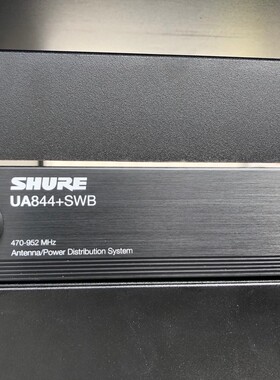 SHURE
UA844+SWB
470-952 MHz
Antenna/Power Distribution System